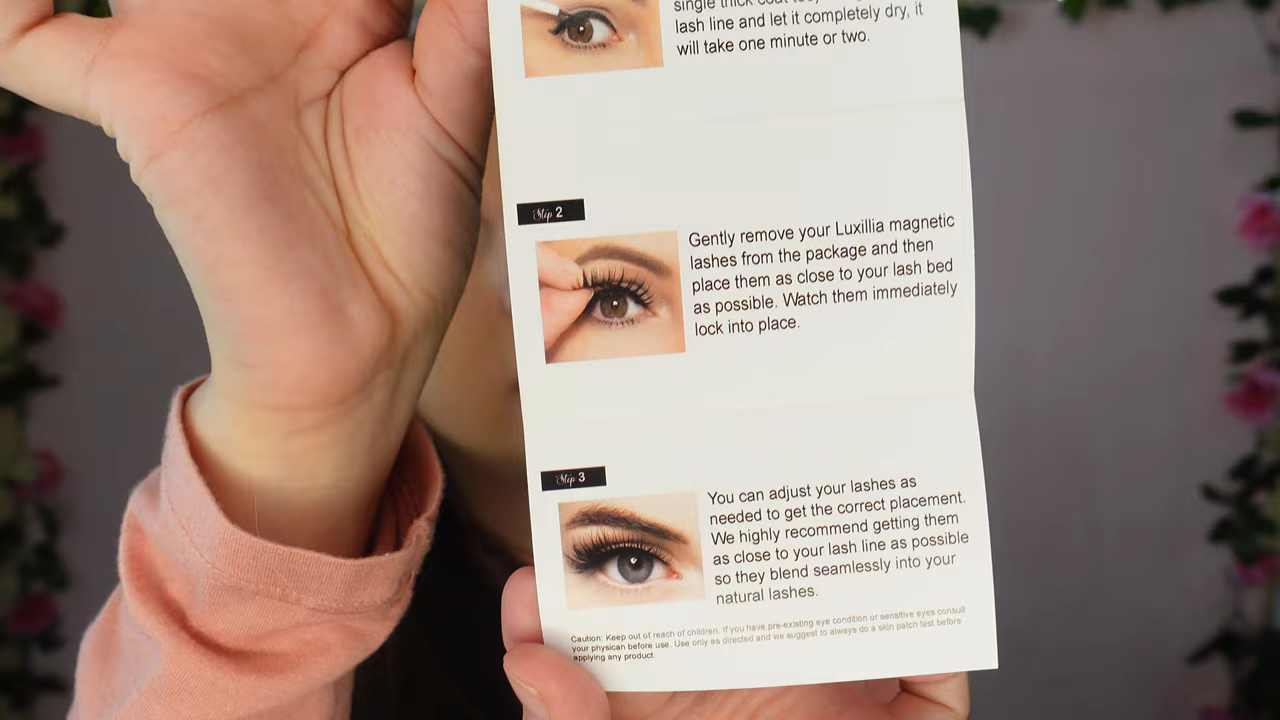 single thick coat
lash line and let it completely dry, it
will take one minute or two.
Step 2
Gently remove your Luxillia magnetic
lashes from the package and then
place them as close to your lash bed
as possible. Watch them immediately
lock into place.
Step 3
You can adjust your lashes as
needed to get the correct placement.
We highly recommend getting them
as close to your lash line as possible
so they blend seamlessly into your
natural lashes.
Caution: Keep out of reach of children. If you have pre-existing eye condition or sensitive eyes consult
your physican before use. Use only as directed and we suggest to always do a skin patch test before
applying any product.